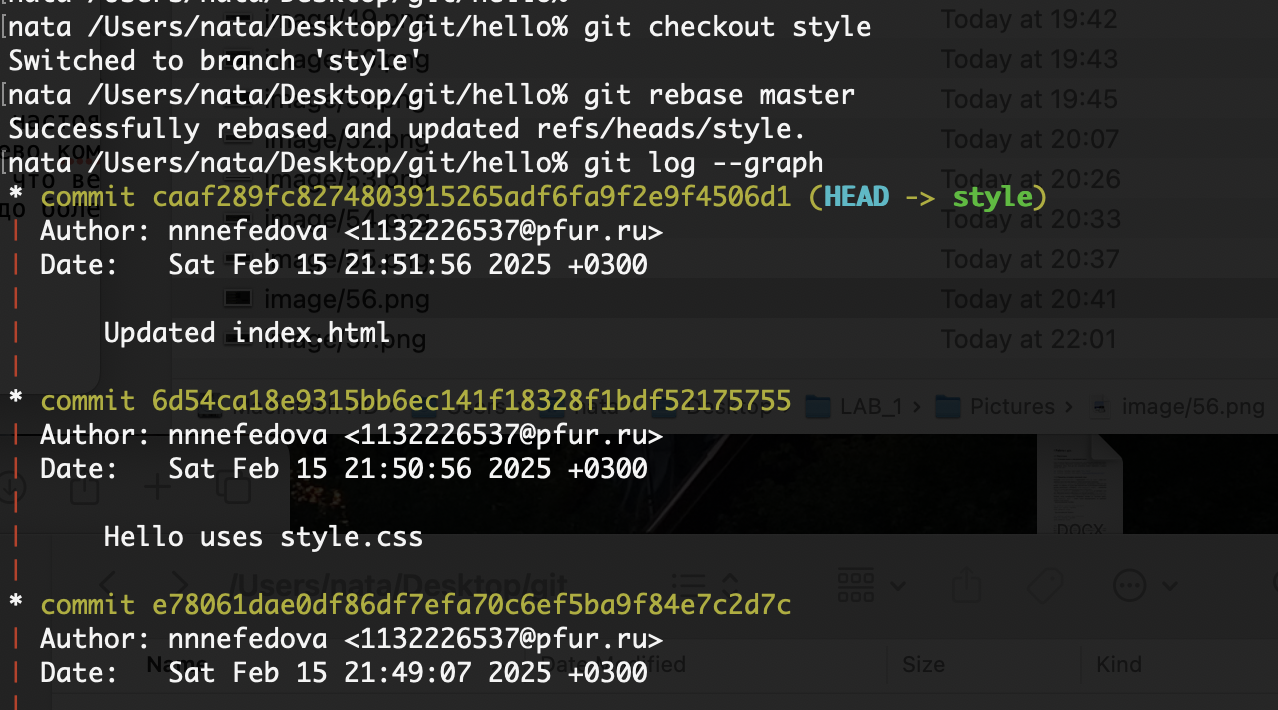 [nata /Users/nata/Desktop/git/hello% git checkout style
Switched to branch 'style'
[nata /Users/nata/Desktop/git/hello% git rebase master
Successfully rebased and updated refs/heads/style.
[nata /Users/nata/Desktop/git/hello% git log --graph
* commit caaf289fc8274803915265adf6fa9f2e9f4506d1 (HEAD -> style)
| Author: nnnefedova <1132226537@pfur.ru>
| Date:   Sat Feb 15 21:51:56 2025 +0300
|
|     Updated index.html
|
* commit 6d54ca18e9315bb6ec141f18328f1bdf52175755
| Author: nnnefedova <1132226537@pfur.ru>
| Date:   Sat Feb 15 21:50:56 2025 +0300
|
|     Hello uses style.css
|
* commit e78061dae0df86df7efa70c6ef5ba9f84e7c2d7c
| Author: nnnefedova <1132226537@pfur.ru>
| Date:   Sat Feb 15 21:49:07 2025 +0300
|
Today at 19:42
Today at 19:43
Today at 19:45
Today at 20:07
Today at 20:26
Today at 20:33
Today at 20:37
image/56.png
Today at 20:41
image/57.png
Today at 22:01
LAB_1 › Pictures › image/56.png
DOCX
/Users/nata/Desktop/git
Name
Date Modified
Size
Kind